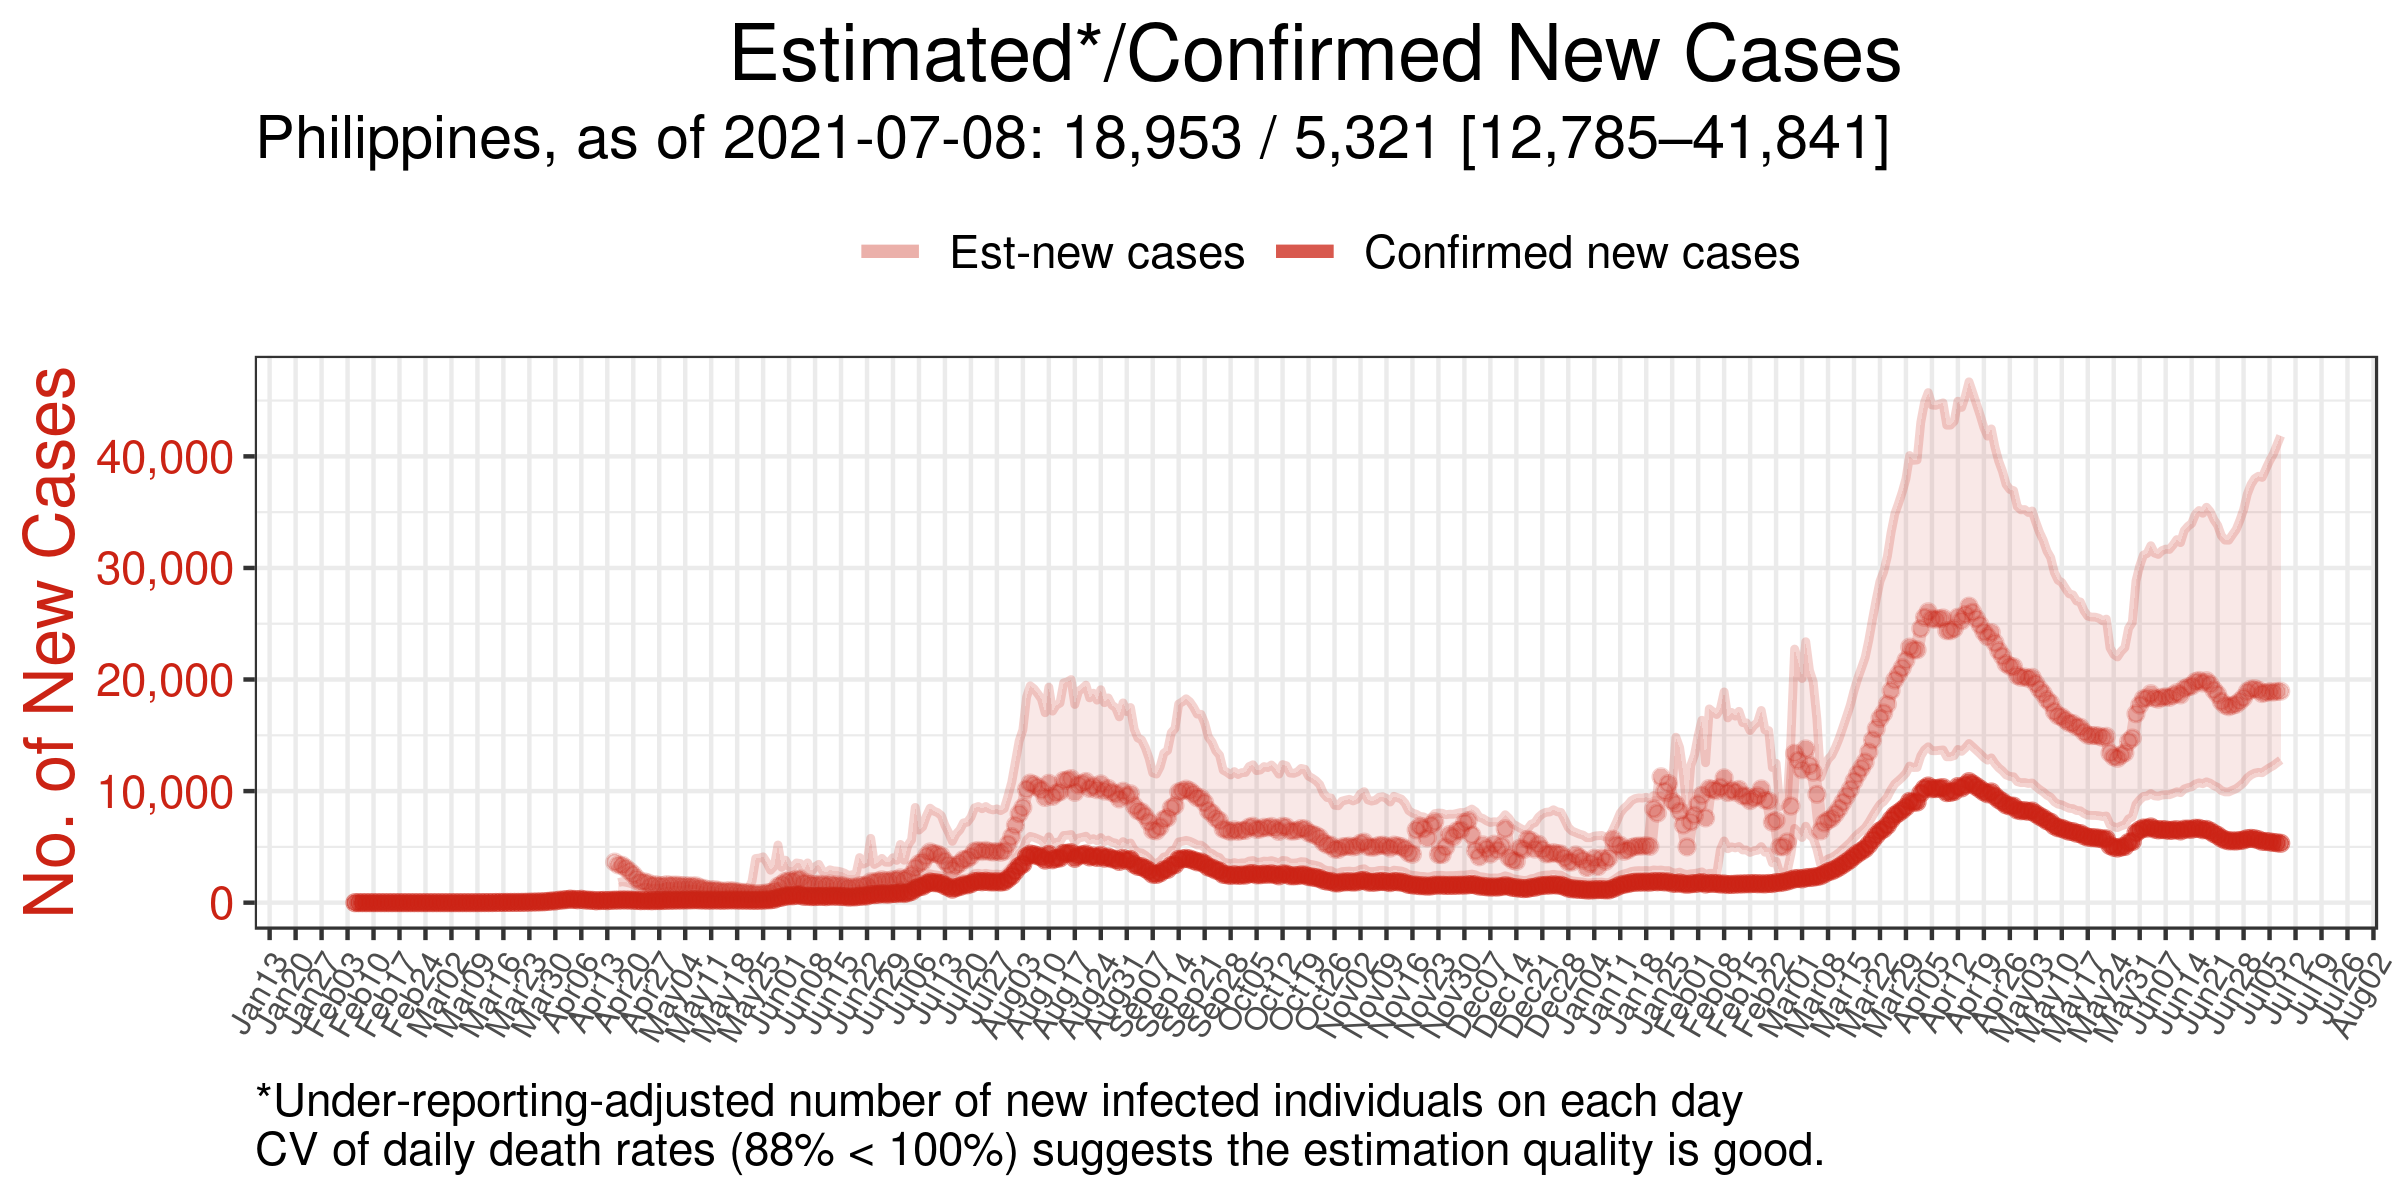 Estimated*/Confirmed New Cases
Philippines, as of 2021-07-08: 18,953 / 5,321 [12,785–41,841]
Est-new cases Confirmed new cases
No. of New Cases
40,000
30,000
20,000
10,000
0
Jan13 Jan20 Jan27 Feb03 Feb10 Feb17 Feb24 Mar02 Mar09 Mar16 Mar23 Mar30 Apr06 Apr13 Apr20 Apr27 May04 May11 May18 May25 Jun01 Jun08 Jun15 Jun22 Jun29 Jul06 Jul13 Jul20 Jul27 Aug03 Aug10 Aug17 Aug24 Aug31 Sep07 Sep14 Sep21 Sep28 Oct05 Oct12 Oct19 Oct26 Nov02 Nov09 Nov16 Nov23 Nov30 Dec07 Dec14 Dec21 Dec28 Jan04 Jan11 Jan18 Jan25 Feb01 Feb08 Feb15 Feb22 Mar01 Mar08 Mar15 Mar22 Mar29 Apr05 Apr12 Apr19 Apr26 May03 May10 May17 May24 May31 Jun07 Jun14 Jun21 Jun28 Jul05 Jul12 Jul19 Jul26 Aug02
*Under-reporting-adjusted number of new infected individuals on each day
CV of daily death rates (88% < 100%) suggests the estimation quality is good.